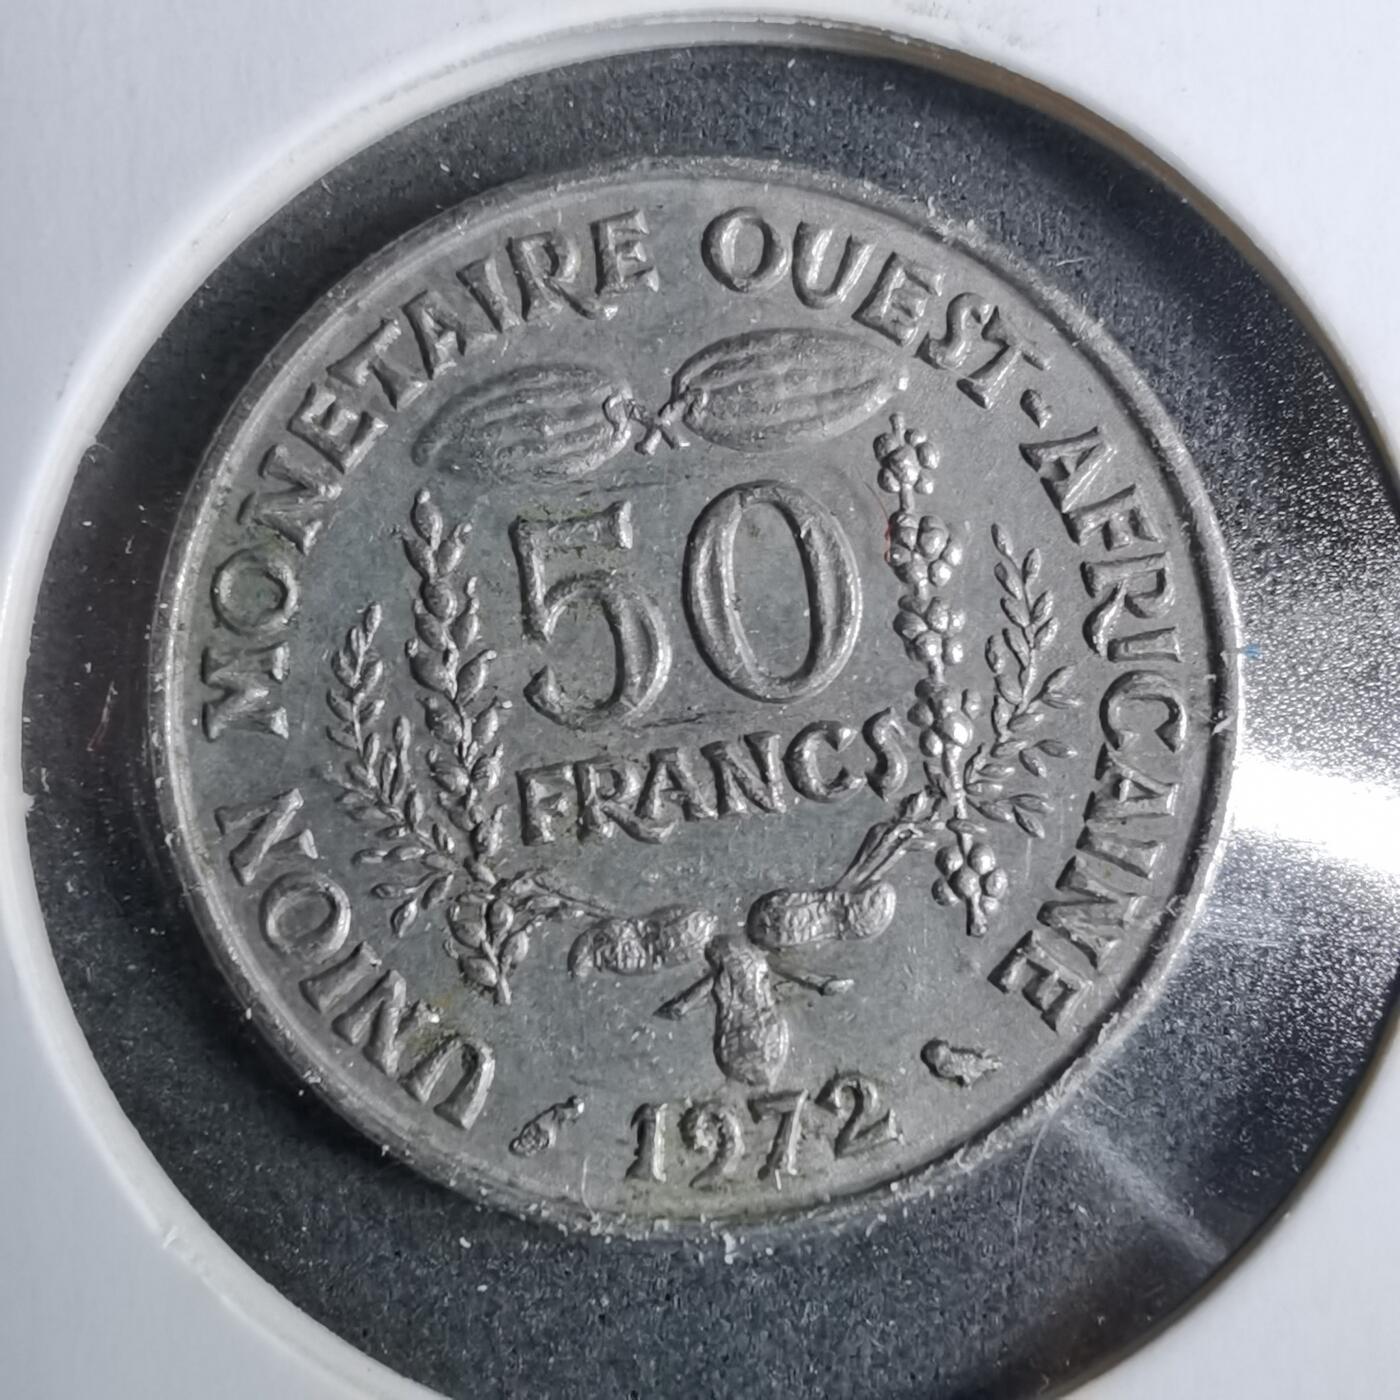 UNION MONETAIRE OUEST-AFRICAINE
50
FRANCS
1972